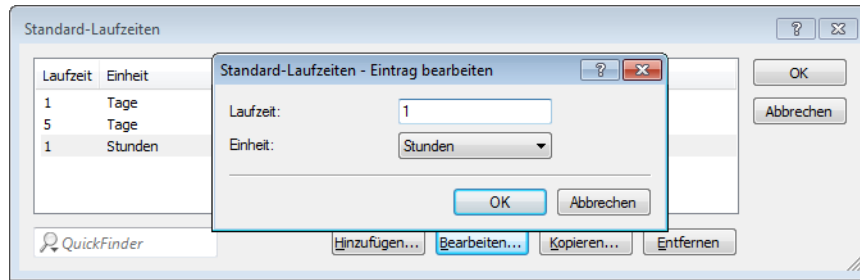 Standard-Laufzeiten
Laufzeit Einheit
1 Tage
5 Tage
1 Stunden
Standard-Laufzeiten - Eintrag bearbeiten
Laufzeit: 1
Einheit: Stunden
OK Abbrechen
OK
Abbrechen
QuickFinder Hinzufügen... Bearbeiten... Kopieren... Entfernen